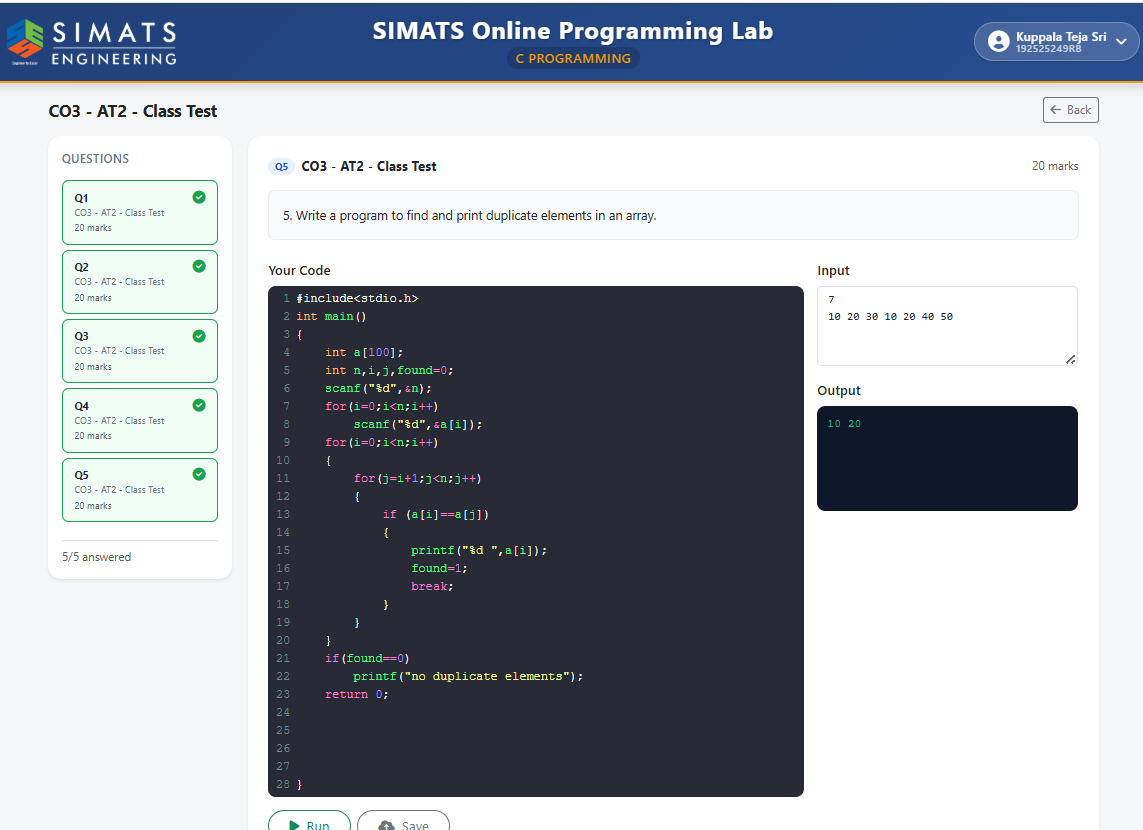 SIMATS
ENGINEERING
SIMATS Online Programming Lab
C PROGRAMMING
Kuppala Teja Sri
192525249RB
CO3 - AT2 - Class Test
Back
QUESTIONS
Q1
CO3 - AT2 - Class Test
20 marks
Q2
CO3 - AT2 - Class Test
20 marks
Q3
CO3 - AT2 - Class Test
20 marks
Q4
CO3 - AT2 - Class Test
20 marks
Q5
CO3 - AT2 - Class Test
20 marks
5/5 answered
Q5 CO3 - AT2 - Class Test
20 marks
5. Write a program to find and print duplicate elements in an array.
Your Code
1 #include<stdio.h>
2 int main()
3 {
4     int a[100];
5     int n,i,j,found=0;
6     scanf("%d",&n);
7     for(i=0;i<n;i++)
8         scanf("%d",&a[i]);
9     for(i=0;i<n;i++)
10     {
11         for(j=i+1;j<n;j++)
12         {
13             if (a[i]==a[j])
14             {
15                 printf("%d ",a[i]);
16                 found=1;
17                 break;
18             }
19         }
20     }
21     if(found==0)
22         printf("no duplicate elements");
23     return 0;
24
25
26
27
28 }
Input
7
10 20 30 10 20 40 50
Output
10 20
Run
Save